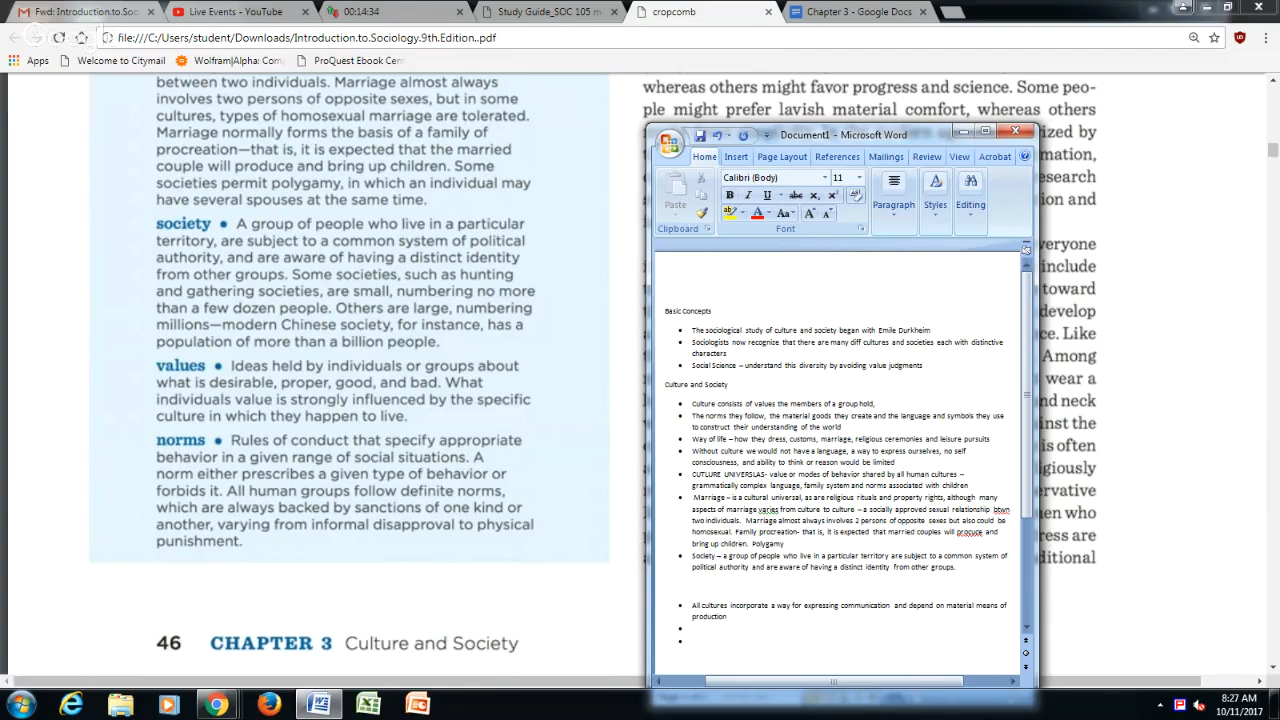 Fwd: Introduction.to.Soc
Live Events - YouTube
00:14:34
Study Guide_SOC 105 m
cropcomb
Chapter 3 - Google Docs
file:///C:/Users/student/Downloads/Introduction.to.Sociology.9th.Edition..pdf
Apps
Welcome to Citymail
Wolfram|Alpha: Com
ProQuest Ebook Cen
between two individuals. Marriage almost always
involves two persons of opposite sexes, but in some
cultures, types of homosexual marriage are tolerated.
Marriage normally forms the basis of a family of
procreation—that is, it is expected that the married
couple will produce and bring up children. Some
societies permit polygamy, in which an individual may
have several spouses at the same time.
society • A group of people who live in a particular
territory, are subject to a common system of political
authority, and are aware of having a distinct identity
from other groups. Some societies, such as hunting
and gathering societies, are small, numbering no more
than a few dozen people. Others are large, numbering
millions—modern Chinese society, for instance, has a
population of more than a billion people.
values • Ideas held by individuals or groups about
what is desirable, proper, good, and bad. What
individuals value is strongly influenced by the specific
culture in which they happen to live.
norms • Rules of conduct that specify appropriate
behavior in a given range of social situations. A
norm either prescribes a given type of behavior or
forbids it. All human groups follow definite norms,
which are always backed by sanctions of one kind or
another, varying from informal disapproval to physical
punishment.
46 CHAPTER 3 Culture and Society
whereas others might favor progress and science. Some peo-
ple might prefer lavish material comfort, whereas others
ized by
mation,
esearch
ion and
veryone
include
toward
develop
ce. Like
Among
wear a
nd neck
inst the
is often
igiously
ervative
en who
ress are
ditional
Document1 - Microsoft Word
Home
Insert
Page Layout
References
Mailings
Review
View
Acrobat
Calibri (Body)
11
Paste
Paragraph
Styles
Editing
Clipboard
Font
Basic Concepts
• The sociological study of culture and society began with Emile Durkheim
• Sociologists now recognize that there are many diff cultures and societies each with distinctive
characters
• Social Science – understand this diversity by avoiding value judgments
Culture and Society
• Culture consists of values the members of a group hold,
• The norms they follow, the material goods they create and the language and symbols they use
to construct their understanding of the world
• Way of life – how they dress, customs, marriage, religious ceremonies and leisure pursuits
• Without culture we would not have a language, a way to express ourselves, no self
consciousness, and ability to think or reason would be limited
• CUTLURE UNIVERSLAS- value or modes of behavior shared by all human cultures –
grammatically complex language, family system and norms associated with children
• Marriage – is a cultural universal, as are religious rituals and property rights, although many
aspects of marriage varies from culture to culture – a socially approved sexual relationship btwn
two individuals. Marriage almost always involves 2 persons of opposite sexes but also could be
homosexual. Family procreation- that is, it is expected that married couples will procure and
bring up children. Polygamy
• Society – a group of people who live in a particular territory are subject to a common system of
political authority and are aware of having a distinct identity from other groups.
• All cultures incorporate a way for expressing communication and depend on material means of
production
8:27 AM
10/11/2017